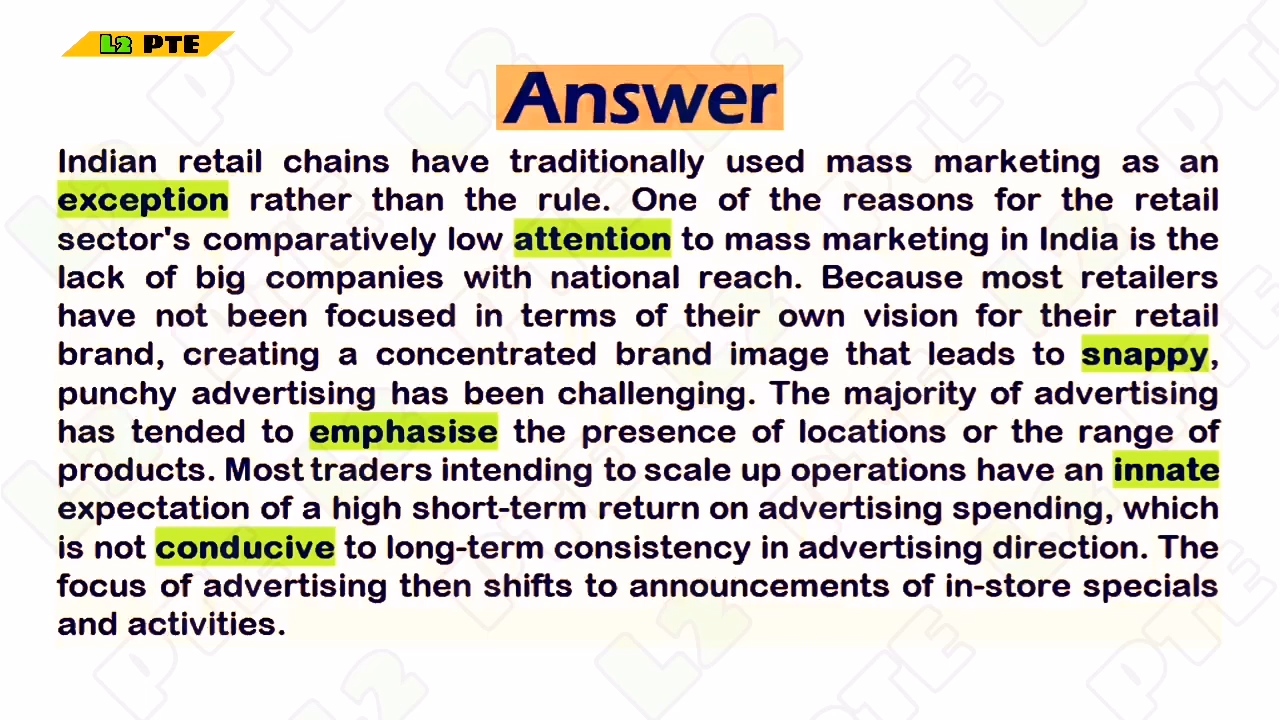 L2 PTE
Answer
Indian retail chains have traditionally used mass marketing as an
exception rather than the rule. One of the reasons for the retail
sector's comparatively low attention to mass marketing in India is the
lack of big companies with national reach. Because most retailers
have not been focused in terms of their own vision for their retail
brand, creating a concentrated brand image that leads to snappy,
punchy advertising has been challenging. The majority of advertising
has tended to emphasise the presence of locations or the range of
products. Most traders intending to scale up operations have an innate
expectation of a high short-term return on advertising spending, which
is not conducive to long-term consistency in advertising direction. The
focus of advertising then shifts to announcements of in-store specials
and activities.